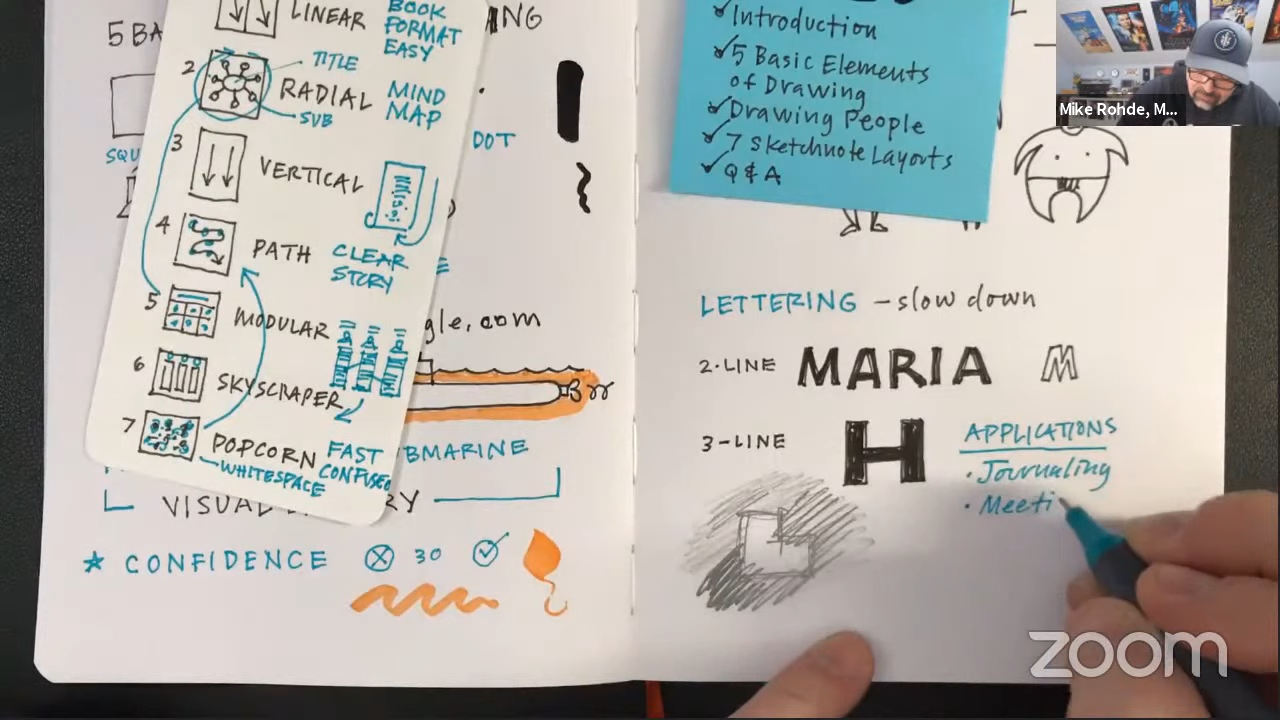 5 BA
NG
LINEAR
BOOK
FORMAT
EASY
2
TITLE
RADIAL
MIND
MAP
SUB
3
VERTICAL
4
PATH
CLEAR
STORY
5
MODULAR
6
SKYSCRAPER
7
POPCORN
FAST
CONFUSED
WHITESPACE
SQU
DOT
gle.com
BMARINE
VISUAL
RY
CONFIDENCE
30
Introduction
5 Basic Elements
of Drawing
Drawing People
7 Sketchnote Layouts
Q & A
Mike Rohde, M...
LETTERING - slow down
2-LINE MARIA M
3-LINE H
APPLICATIONS
• Journaling
• Meeti
zoom